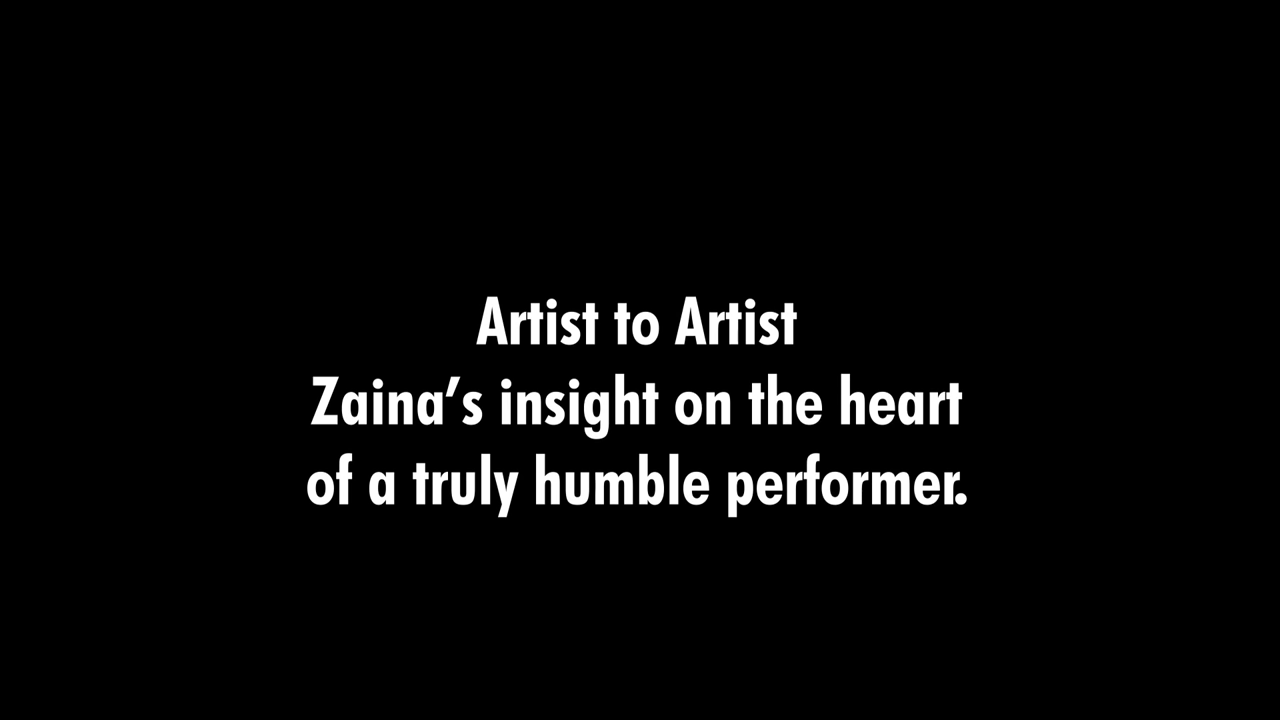 Artist to Artist
Zaina’s insight on the heart
of a truly humble performer.